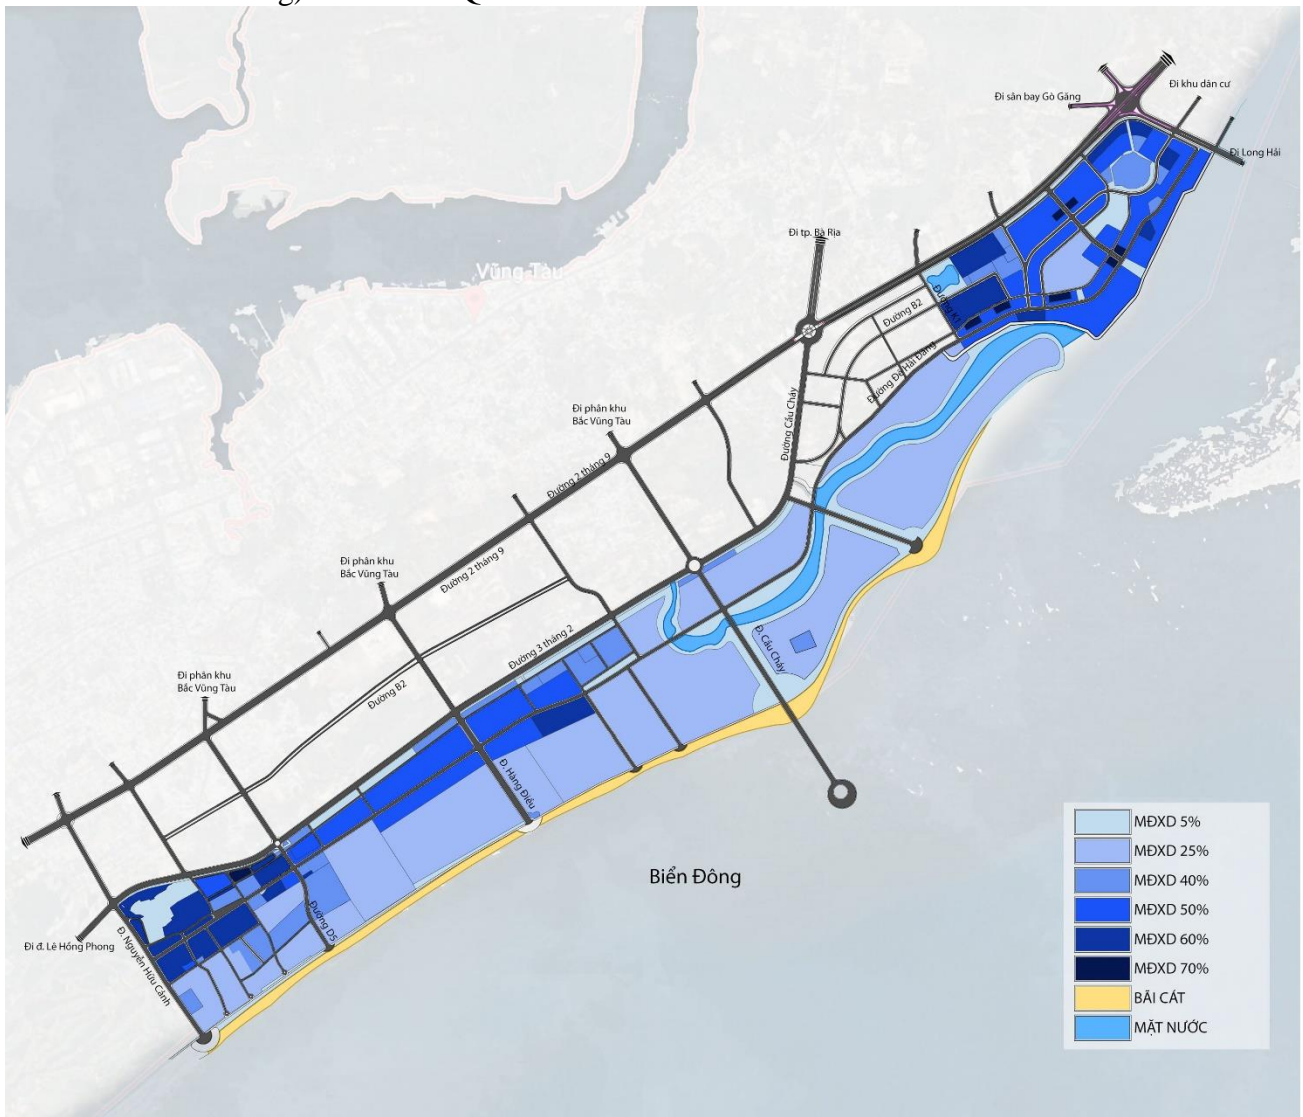 Đi sân bay Gò Găng
Đi khu dân cư
Đi Long Hải
Đi tp. Bà Rịa
Vũng Tàu
Đường K1
Đường B2
Đường Đê Hải Đăng
Đường Cầu Cháy
Đi phân khu
Bắc Vũng Tàu
Đường 2 tháng 9
Đi phân khu
Bắc Vũng Tàu
Đường 2 tháng 9
Đường 3 tháng 2
Đ. Cầu Cháy
Đi phân khu
Bắc Vũng Tàu
Đường B2
Đ. Hàng Điều
Biển Đông
Đường D5
Đi đ. Lê Hồng Phong
Đ. Nguyễn Hữu Cảnh
MĐXD 5%
MĐXD 25%
MĐXD 40%
MĐXD 50%
MĐXD 60%
MĐXD 70%
BÃI CÁT
MẶT NƯỚC